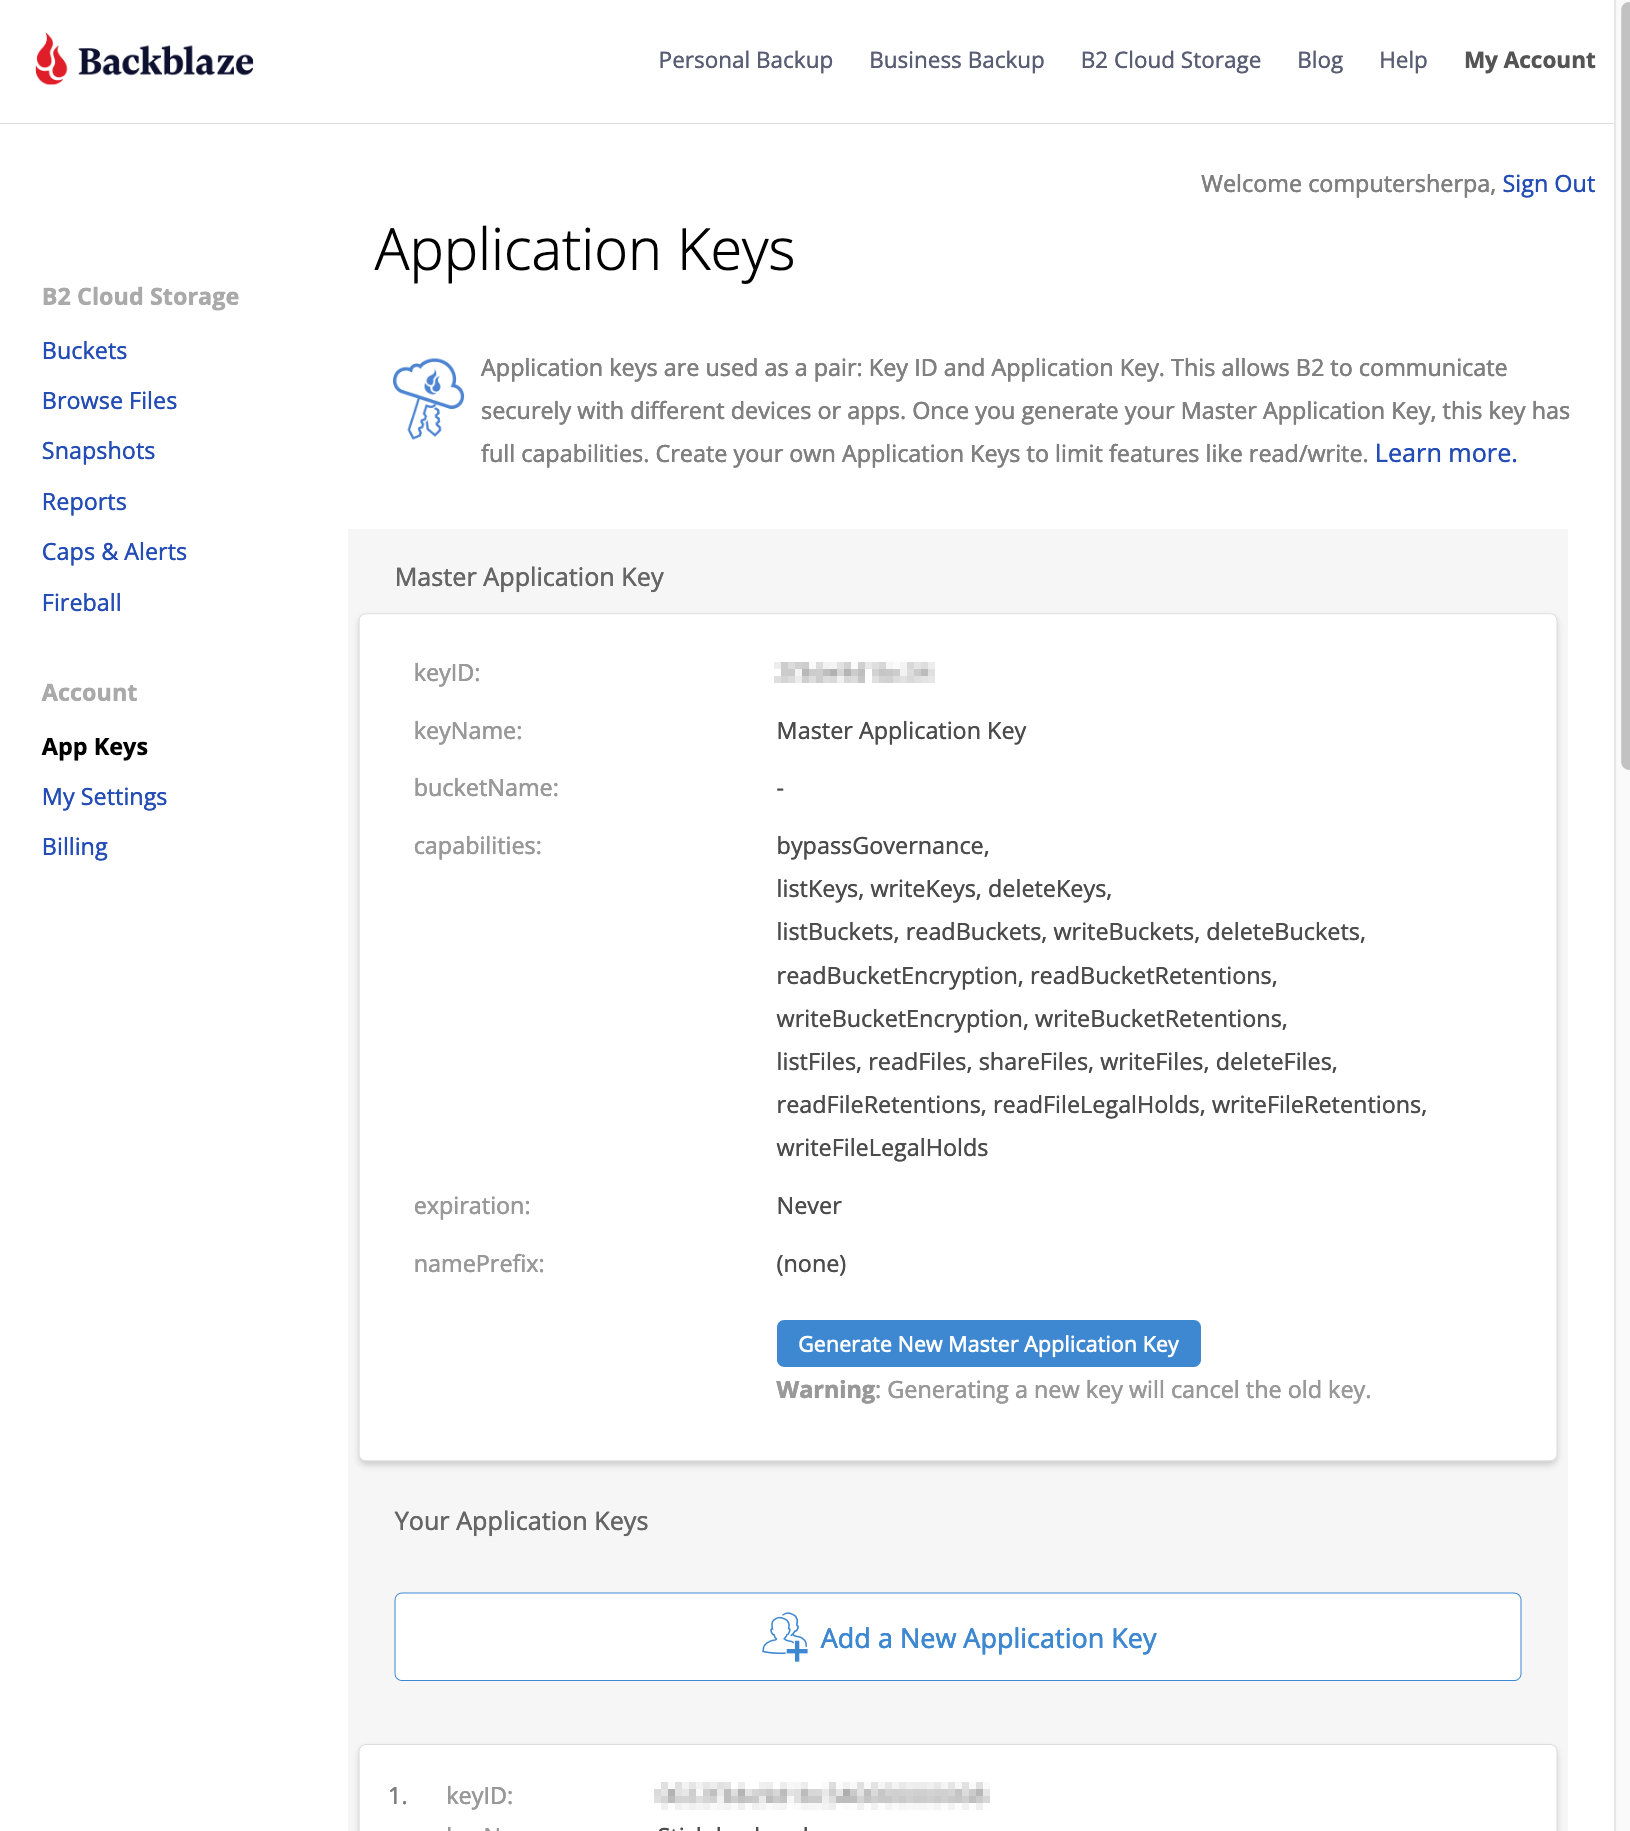 Backblaze
Personal Backup Business Backup B2 Cloud Storage Blog Help My Account
Welcome computersherpa, Sign Out
Application Keys
B2 Cloud Storage
Buckets
Browse Files
Snapshots
Reports
Caps & Alerts
Fireball
Account
App Keys
My Settings
Billing
Application keys are used as a pair: Key ID and Application Key. This allows B2 to communicate
securely with different devices or apps. Once you generate your Master Application Key, this key has
full capabilities. Create your own Application Keys to limit features like read/write. Learn more.
Master Application Key
keyID:
keyName: Master Application Key
bucketName: -
capabilities: bypassGovernance,
listKeys, writeKeys, deleteKeys,
listBuckets, readBuckets, writeBuckets, deleteBuckets,
readBucketEncryption, readBucketRetentions,
writeBucketEncryption, writeBucketRetentions,
listFiles, readFiles, shareFiles, writeFiles, deleteFiles,
readFileRetentions, readFileLegalHolds, writeFileRetentions,
writeFileLegalHolds
expiration: Never
namePrefix: (none)
Generate New Master Application Key
Warning: Generating a new key will cancel the old key.
Your Application Keys
Add a New Application Key
1. keyID: